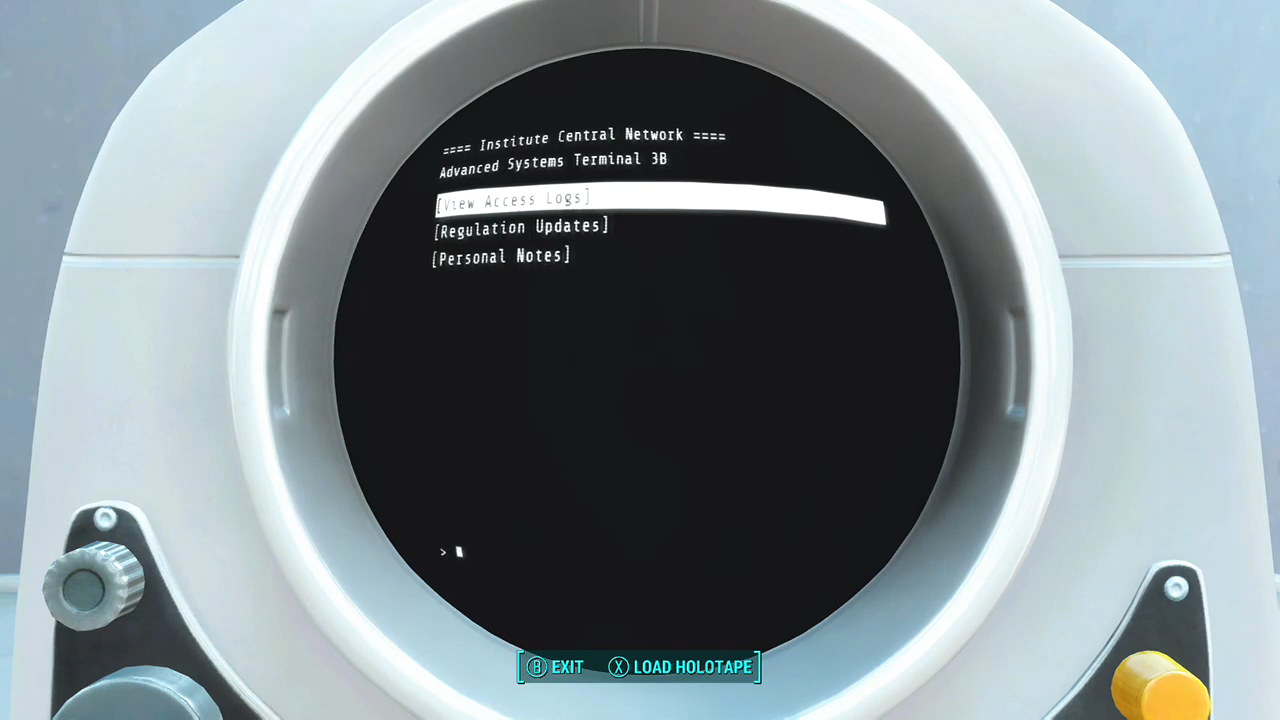 ==== Institute Central Network ====
Advanced Systems Terminal 3B
[View Access Logs]
[Regulation Updates]
[Personal Notes]
>
[B EXIT X LOAD HOLOTAPE]